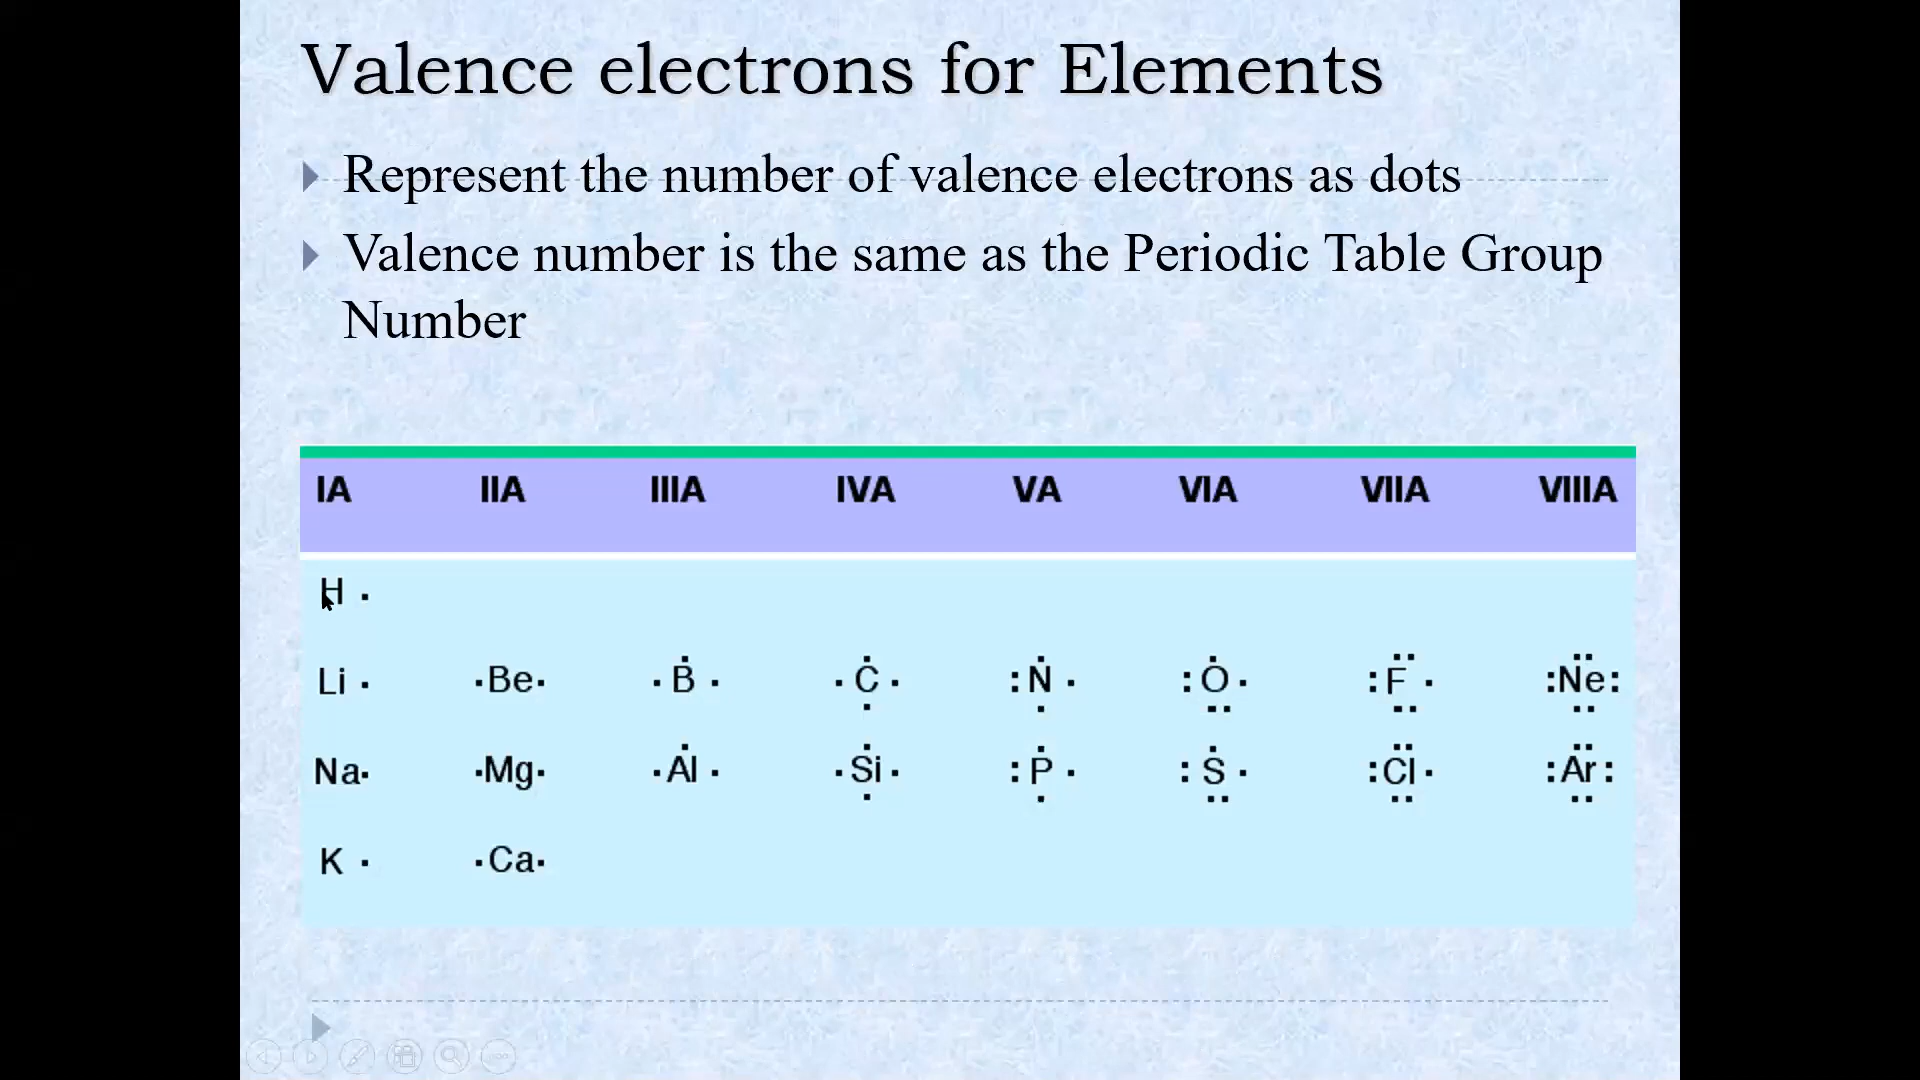 Valence electrons for Elements
Represent the number of valence electrons as dots
Valence number is the same as the Periodic Table Group
Number
IA IIA IIIA IVA VA VIA VIIA VIIIA
H ·
Li · ·Be· · Ḃ · · Ċ · : Ṅ · : Ȯ · : F · :Ne:
Na· ·Mg· · Al · · Si · : P · : S · :Cl· :Ar:
K · ·Ca·